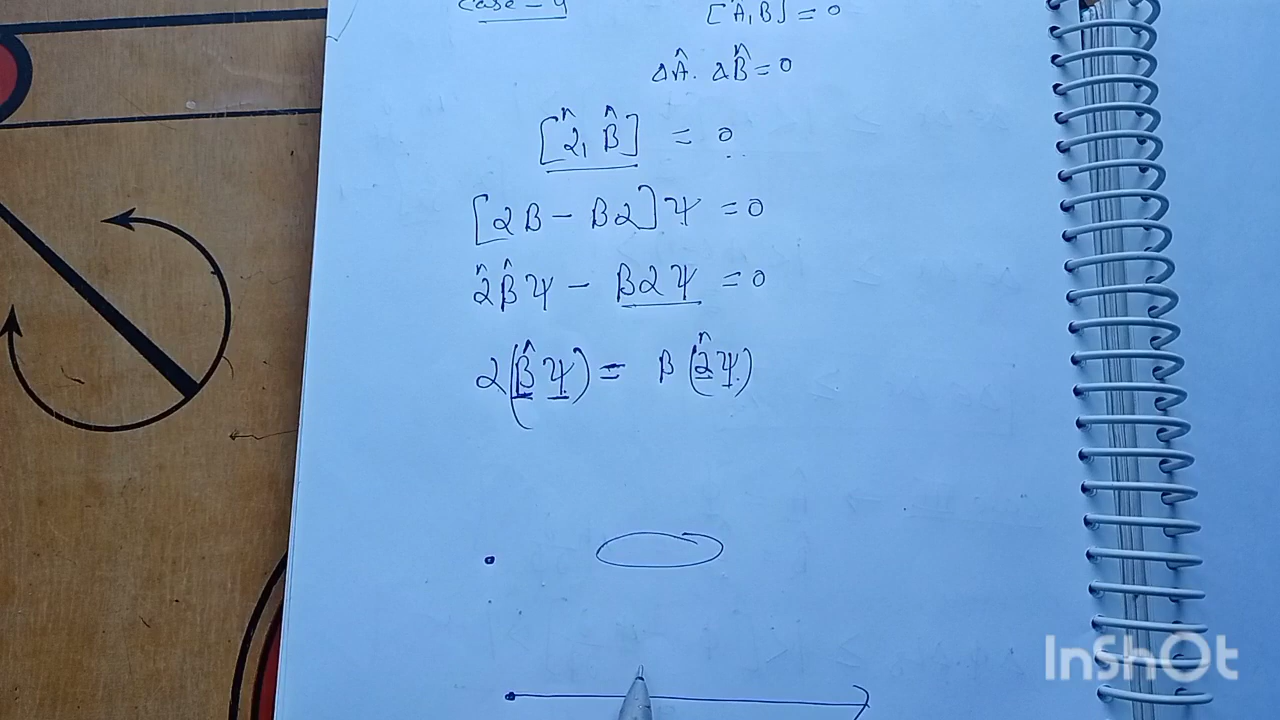 Case - 4
[A, B] = 0
ΔÂ. ΔB̂ = 0
[α̂, β̂] = 0
[αβ - βα]Ψ = 0
α̂β̂Ψ - βαΨ = 0
α(β̂Ψ) = β(α̂Ψ)
InShOt